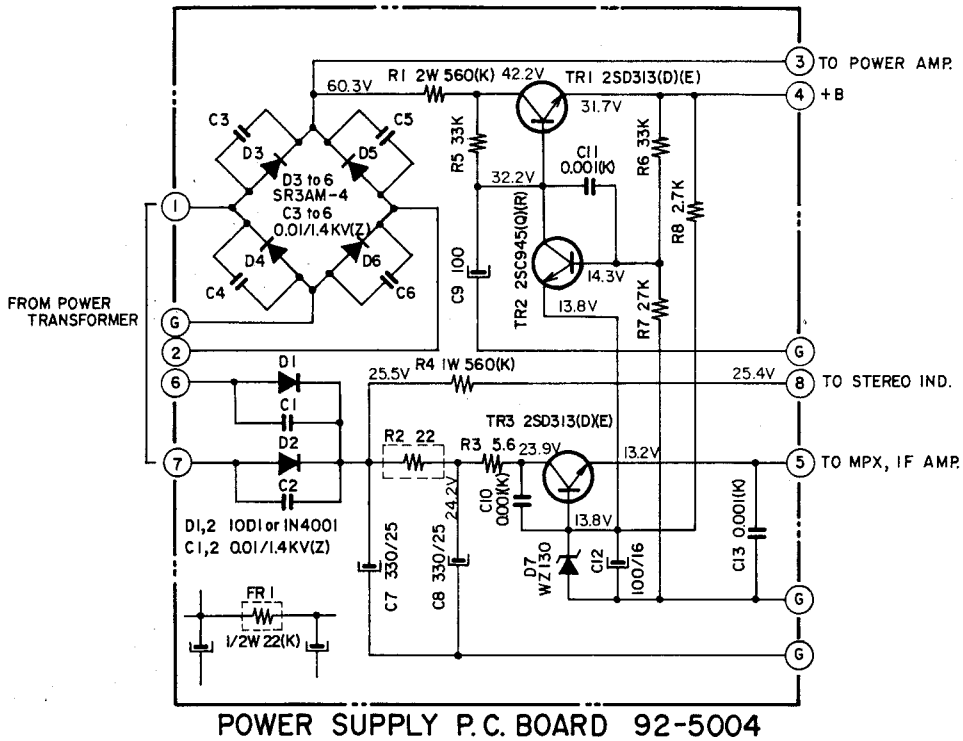 3 TO POWER AMP.
R1 2W 560(K) 42.2V TR1 2SD313(D)(E)
60.3V 31.7V 4 +B
C3 C5
D3 D5
R5 33K
C11
0.001(K)
R6 33K
R8 2.7K
D3 to 6
SR3AM-4
C3 to 6
0.01/1.4KV(Z)
32.2V
1
D4 D6
C4 C6
C9 100
TR2 2SC945(Q)(R)
14.3V
13.8V
R7 27K
FROM POWER
TRANSFORMER
G
2
G
6 D1
C1
R4 1W 560(K)
25.5V 25.4V 8 TO STEREO IND.
D2
C2
TR3 2SD313(D)(E)
7
R2 22 R3 5.6 23.9V 13.2V 5 TO MPX, IF AMP.
24.2V
C10
0.001(K)
13.8V
D1,2 10D1 or 1N4001
C1,2 0.01/1.4KV(Z)
C7 330/25
C8 330/25
D7
WZ130
C12
100/16
C13 0.001(K)
G
FR1
1/2W 22(K)
G
POWER SUPPLY P.C. BOARD 92-5004